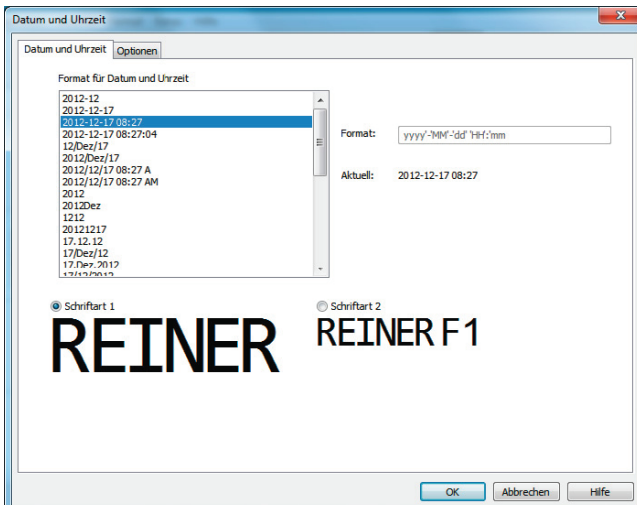 Datum und Uhrzeit
Datum und Uhrzeit Optionen
Format für Datum und Uhrzeit
2012-12
2012-12-17
2012-12-17 08:27
2012-12-17 08:27:04
12/Dez/17
2012/Dez/17
2012/12/17 08:27 A
2012/12/17 08:27 AM
2012
2012Dez
1212
20121217
17.12.12
17/Dez/12
17.Dez.2012
17/12/2012
Format: yyyy'-'MM'-'dd' 'HH':'mm
Aktuell: 2012-12-17 08:27
Schriftart 1 Schriftart 2
REINER REINER F1
OK Abbrechen Hilfe